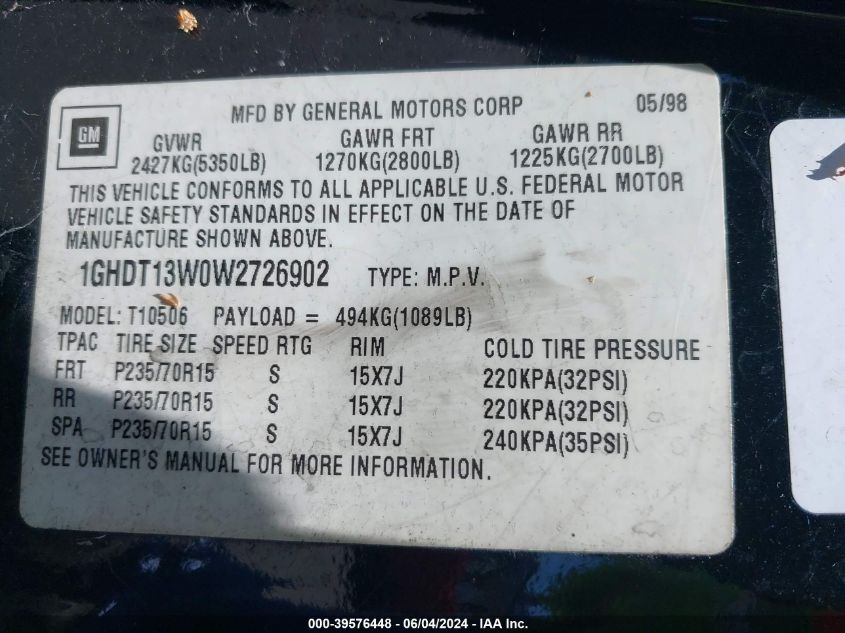 MFD BY GENERAL MOTORS CORP 05/98
GM
GVWR GAWR FRT GAWR RR
2427KG(5350LB) 1270KG(2800LB) 1225KG(2700LB)
THIS VEHICLE CONFORMS TO ALL APPLICABLE U.S. FEDERAL MOTOR
VEHICLE SAFETY STANDARDS IN EFFECT ON THE DATE OF
MANUFACTURE SHOWN ABOVE.
1GHDT13W0W2726902 TYPE: M.P.V.
MODEL: T10506 PAYLOAD = 494KG(1089LB)
TPAC TIRE SIZE SPEED RTG RIM COLD TIRE PRESSURE
FRT P235/70R15 S 15X7J 220KPA(32PSI)
RR P235/70R15 S 15X7J 220KPA(32PSI)
SPA P235/70R15 S 15X7J 240KPA(35PSI)
SEE OWNER'S MANUAL FOR MORE INFORMATION.
000-39576448 - 06/04/2024 - IAA Inc.